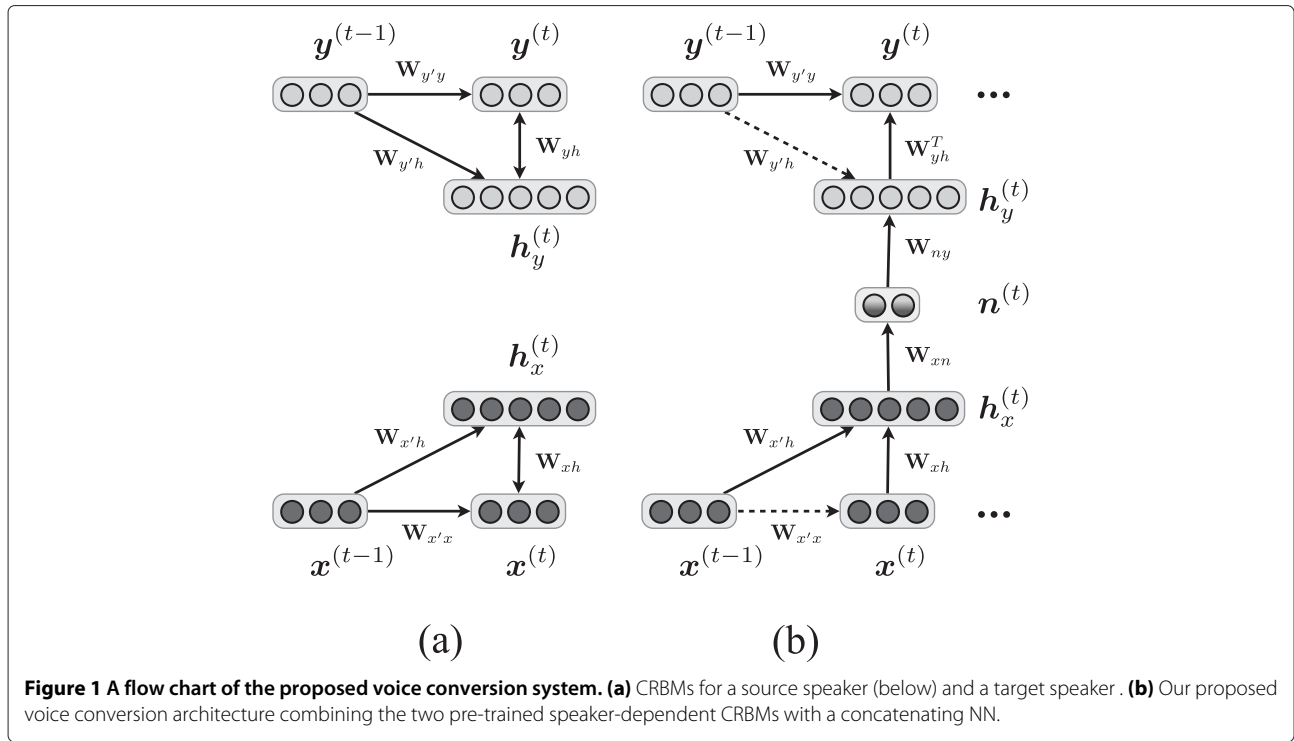 y^(t−1) y^(t) y^(t−1) y^(t)
W_y′y W_y′y ...
W_y′h W_yh W_y′h W_yh^T
h_y^(t) h_y^(t)
W_ny
n^(t)
h_x^(t) W_xn
h_x^(t)
W_x′h W_xh W_x′h W_xh
W_x′x W_x′x ...
x^(t−1) x^(t) x^(t−1) x^(t)
(a) (b)
Figure 1 A flow chart of the proposed voice conversion system. (a) CRBMs for a source speaker (below) and a target speaker . (b) Our proposed
voice conversion architecture combining the two pre-trained speaker-dependent CRBMs with a concatenating NN.